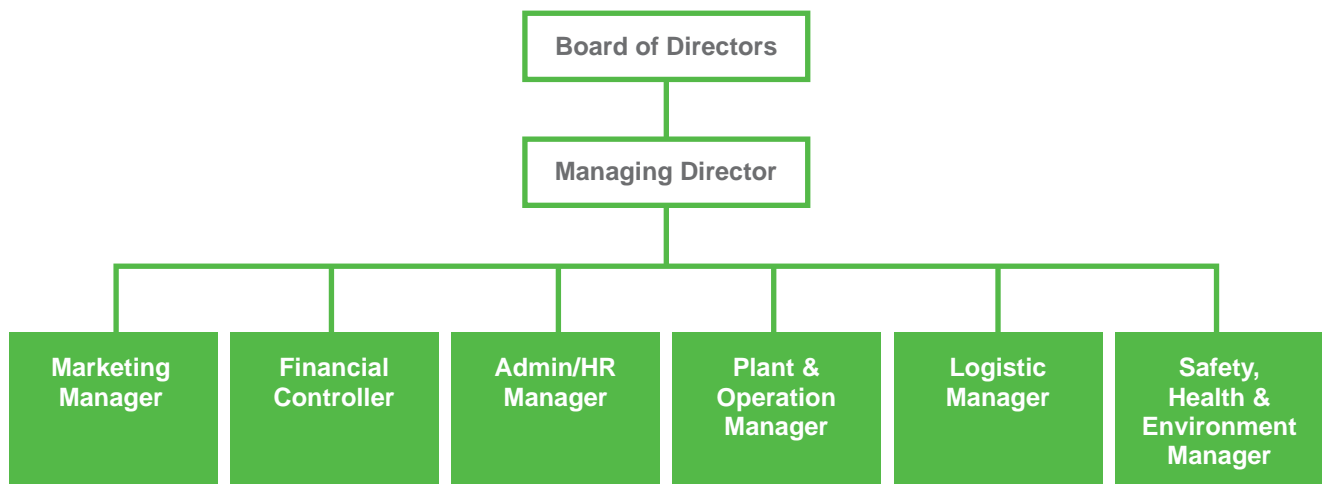 Board of Directors
Managing Director
Marketing
Manager
Financial
Controller
Admin/HR
Manager
Plant &
Operation
Manager
Logistic
Manager
Safety,
Health &
Environment
Manager